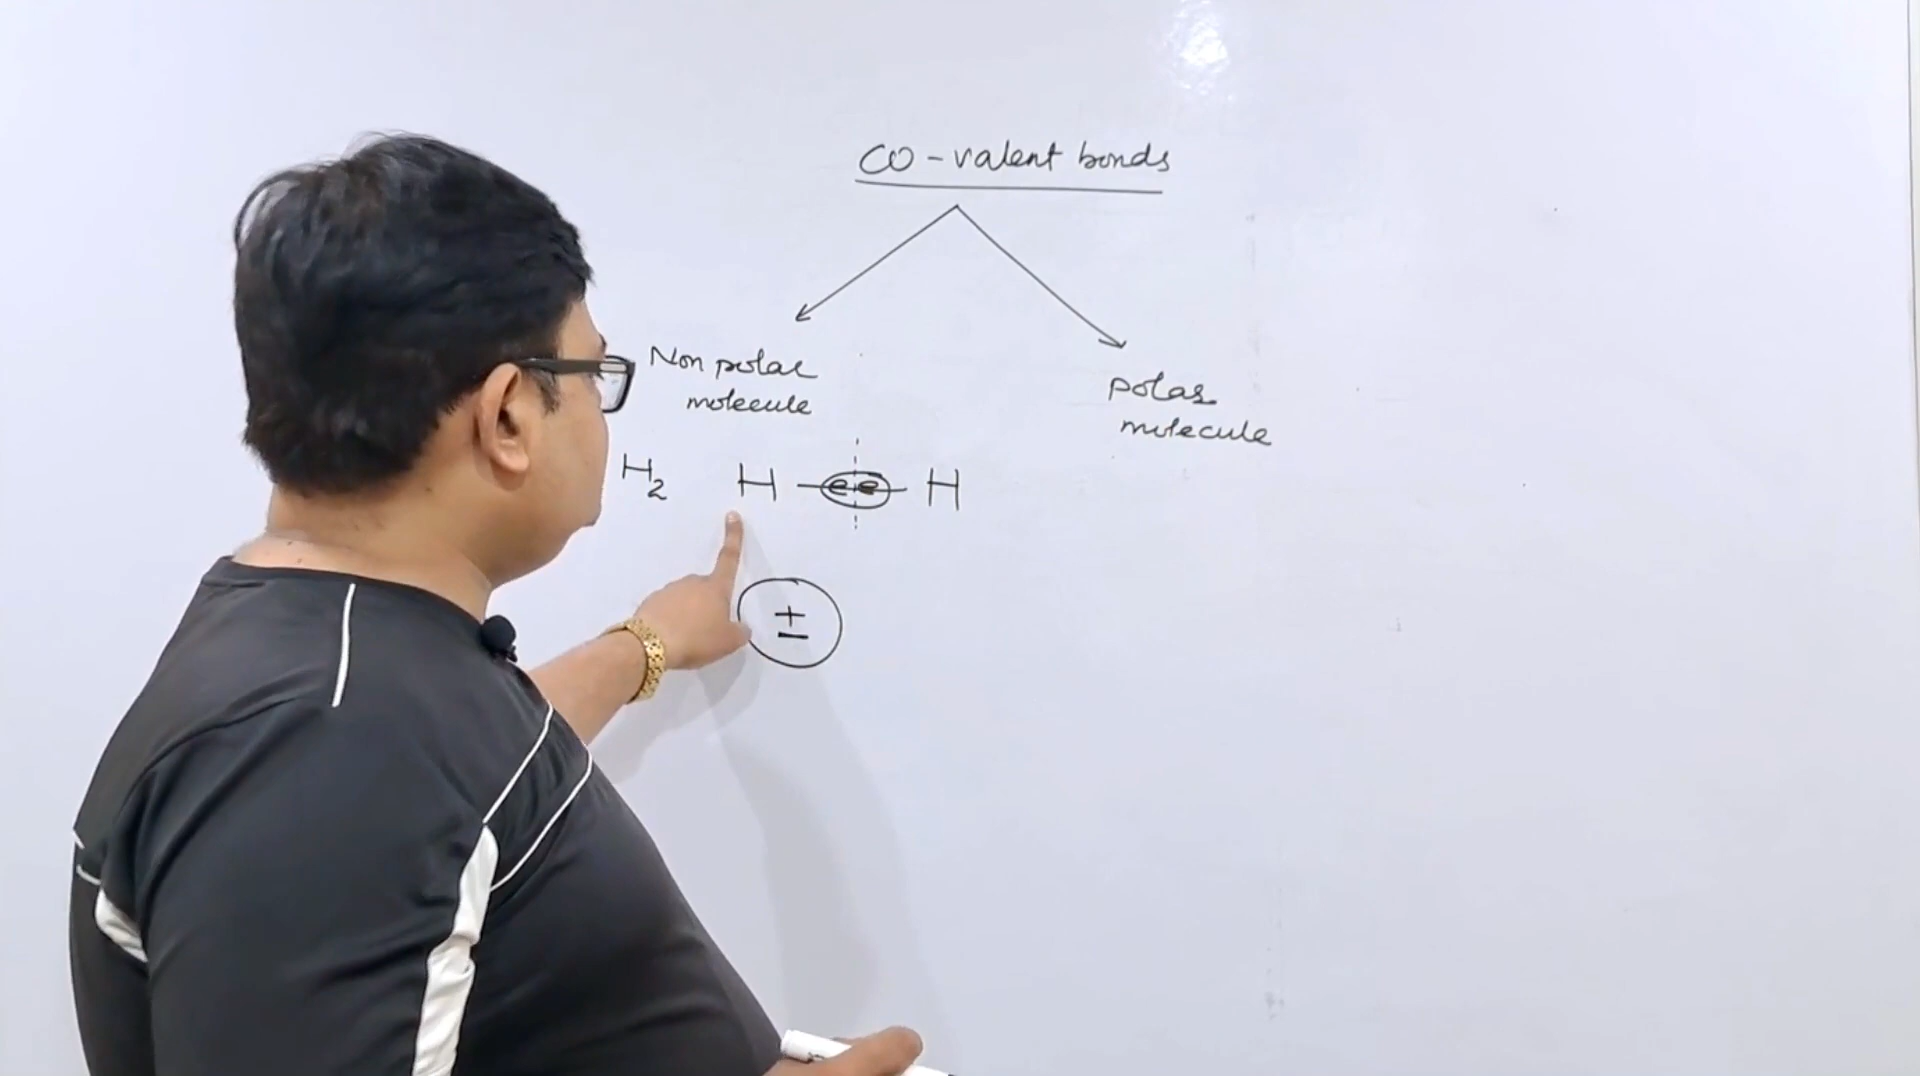 co-valent bonds
Non polar
molecule
polar
molecule
H2 H -ee- H
+
-